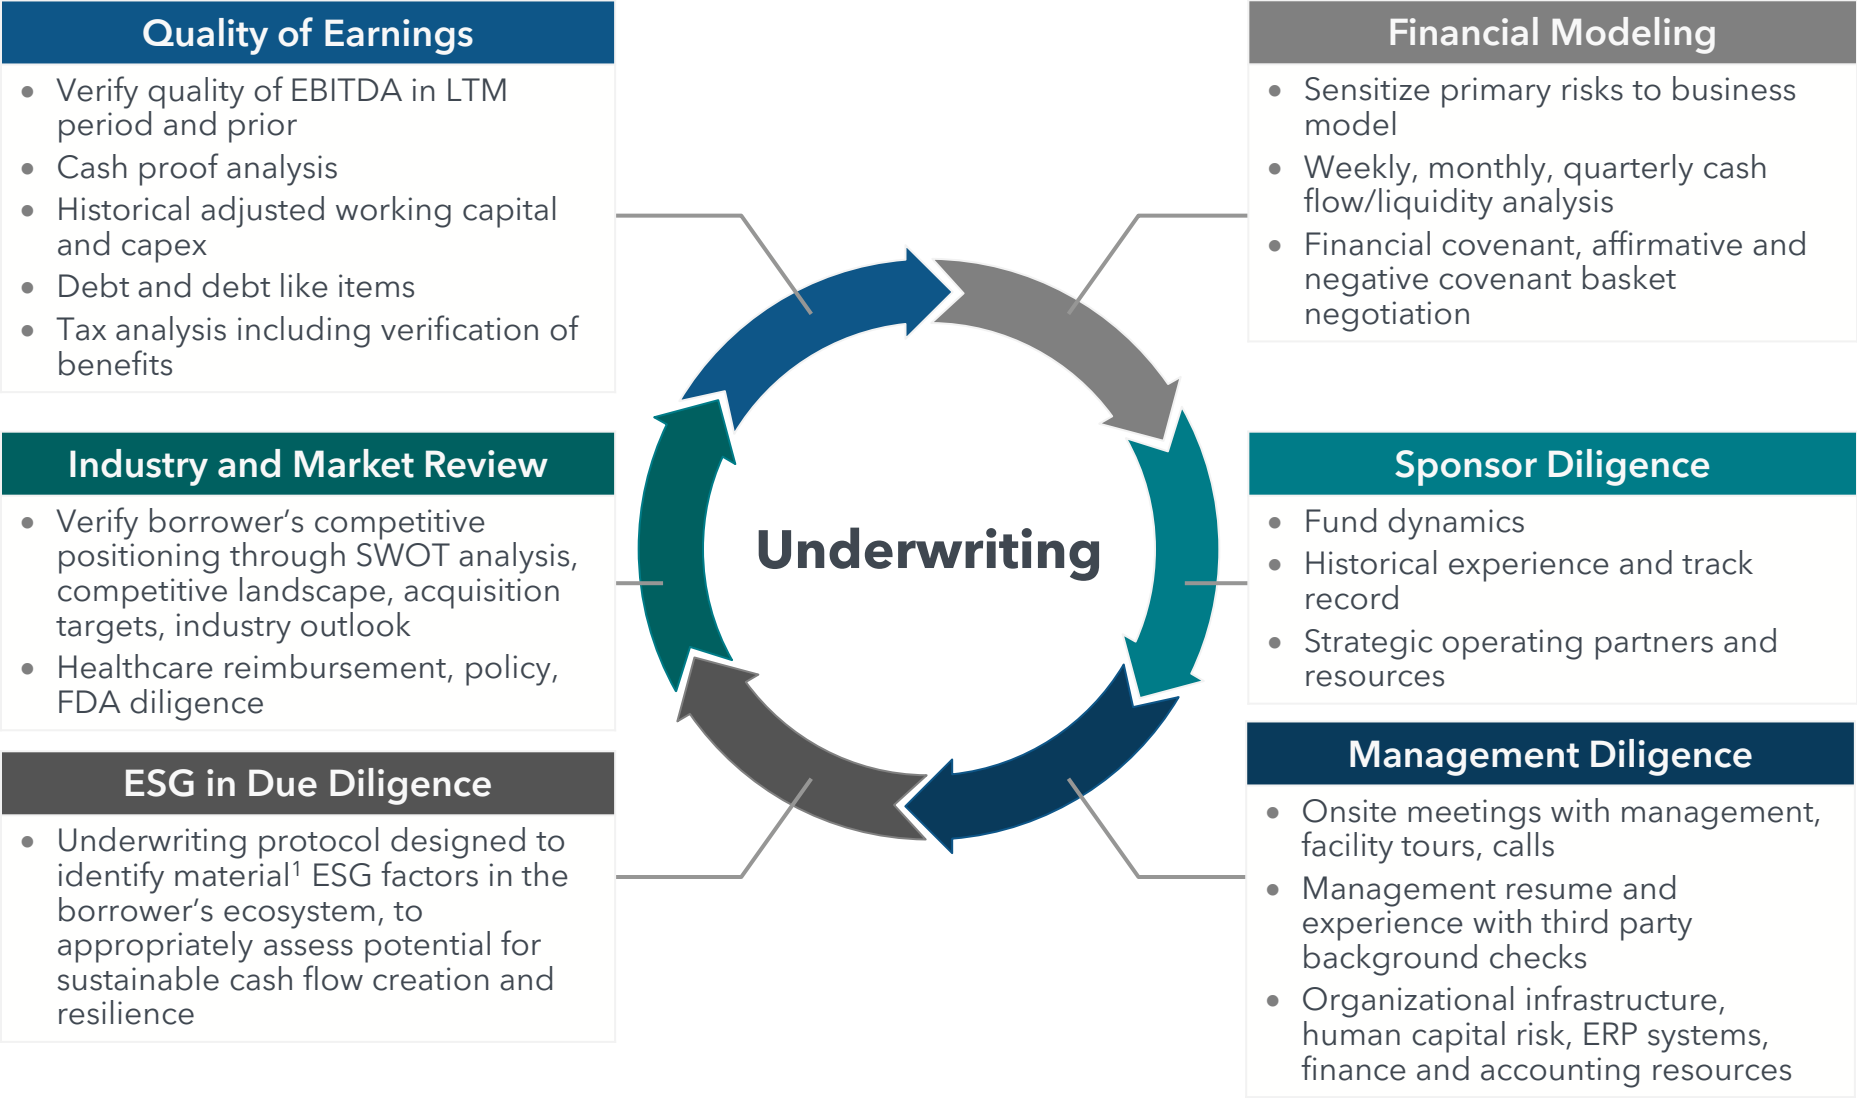 Quality of Earnings
• Verify quality of EBITDA in LTM
period and prior
• Cash proof analysis
• Historical adjusted working capital
and capex
• Debt and debt like items
• Tax analysis including verification of
benefits
Financial Modeling
• Sensitize primary risks to business
model
• Weekly, monthly, quarterly cash
flow/liquidity analysis
• Financial covenant, affirmative and
negative covenant basket
negotiation
Industry and Market Review
• Verify borrower’s competitive
positioning through SWOT analysis,
competitive landscape, acquisition
targets, industry outlook
• Healthcare reimbursement, policy,
FDA diligence
Underwriting
Sponsor Diligence
• Fund dynamics
• Historical experience and track
record
• Strategic operating partners and
resources
ESG in Due Diligence
• Underwriting protocol designed to
identify material¹ ESG factors in the
borrower’s ecosystem, to
appropriately assess potential for
sustainable cash flow creation and
resilience
Management Diligence
• Onsite meetings with management,
facility tours, calls
• Management resume and
experience with third party
background checks
• Organizational infrastructure,
human capital risk, ERP systems,
finance and accounting resources